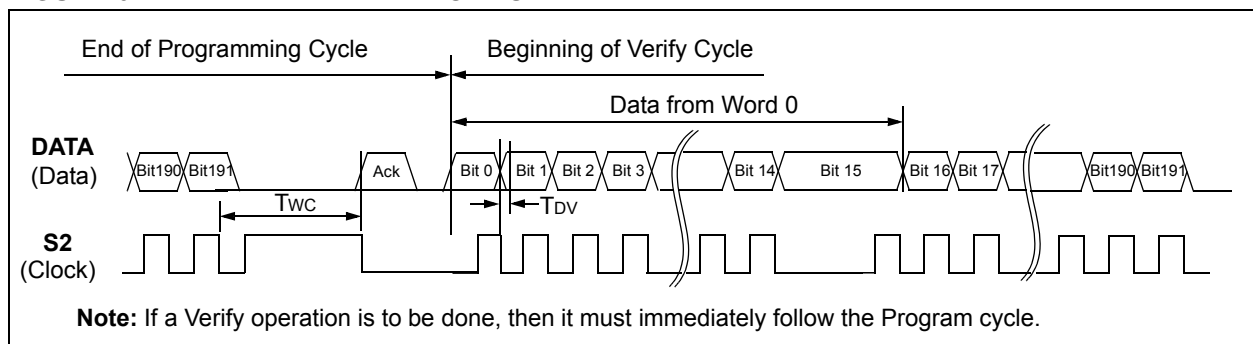 End of Programming Cycle Beginning of Verify Cycle
Data from Word 0
DATA
(Data)
Bit190 Bit191 Ack Bit 0 Bit 1 Bit 2 Bit 3 Bit 14 Bit 15 Bit 16 Bit 17 Bit190 Bit191
TWC TDV
S2
(Clock)
Note: If a Verify operation is to be done, then it must immediately follow the Program cycle.